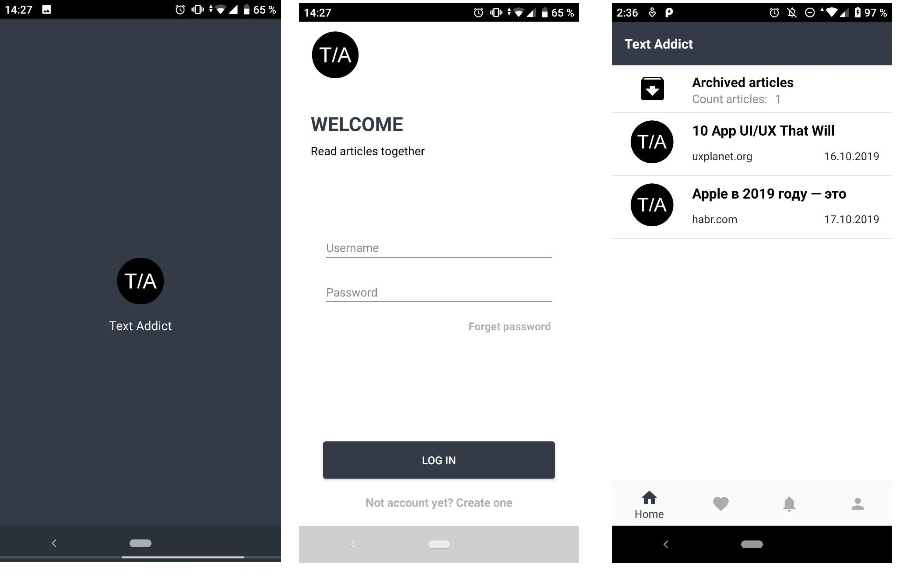 14:27
65 %
T/A
Text Addict
14:27
65 %
T/A
WELCOME
Read articles together
Username
Password
Forget password
LOG IN
Not account yet? Create one
2:36
97 %
Text Addict
Archived articles
Count articles: 1
T/A
10 App UI/UX That Will
uxplanet.org 16.10.2019
T/A
Apple в 2019 году — это
habr.com 17.10.2019
Home